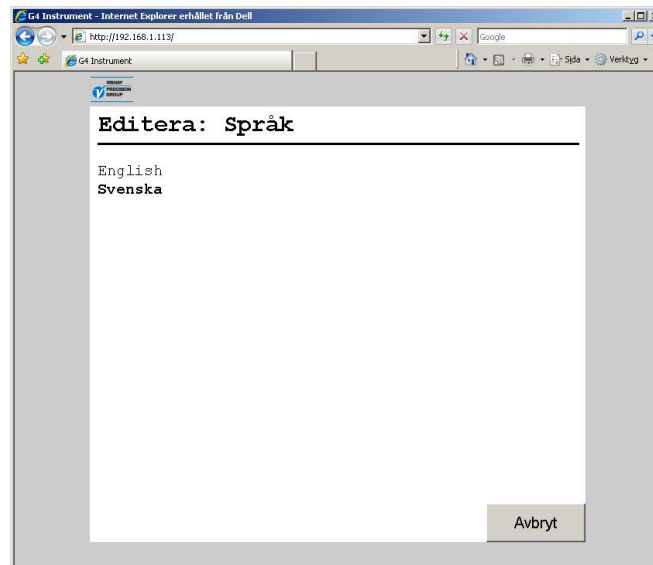 G4 Instrument - Internet Explorer erhållet från Dell
http://192.168.1.113/
Google
G4 Instrument
Sida
Verktyg
VISHAY
PRECISION
GROUP
Editera: Språk
English
Svenska
Avbryt